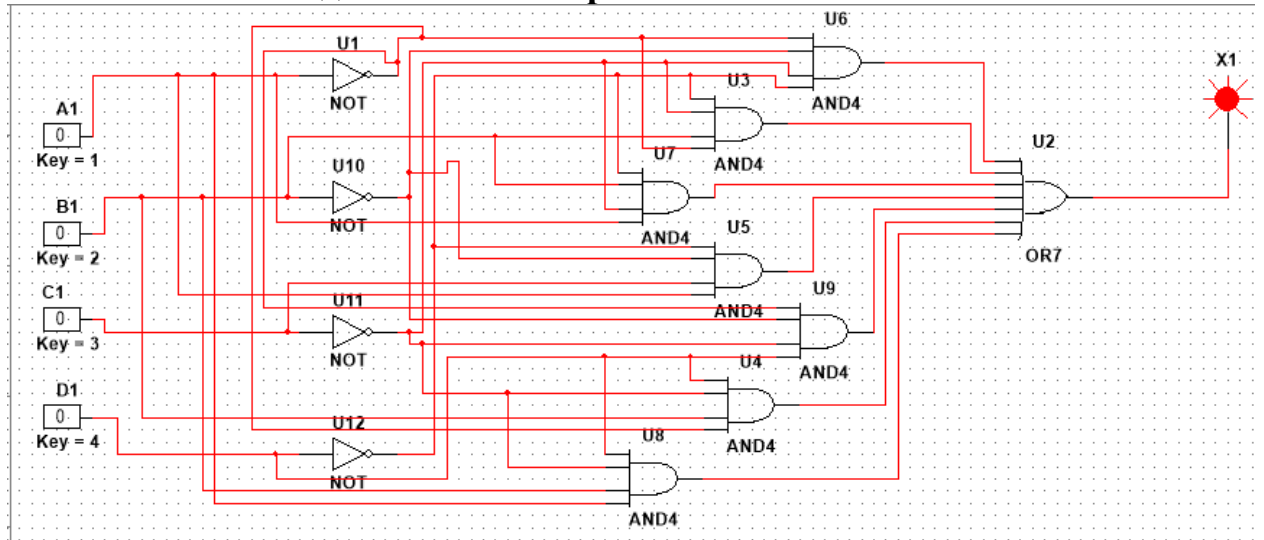 U6
U1
X1
U3
NOT
AND4
A1
0
Key = 1
U2
U7
AND4
U10
B1
0
Key = 2
NOT
AND4
U5
OR7
C1
0
Key = 3
U11
AND4
U9
NOT
U4
AND4
D1
0
Key = 4
U12
U8
AND4
NOT
AND4